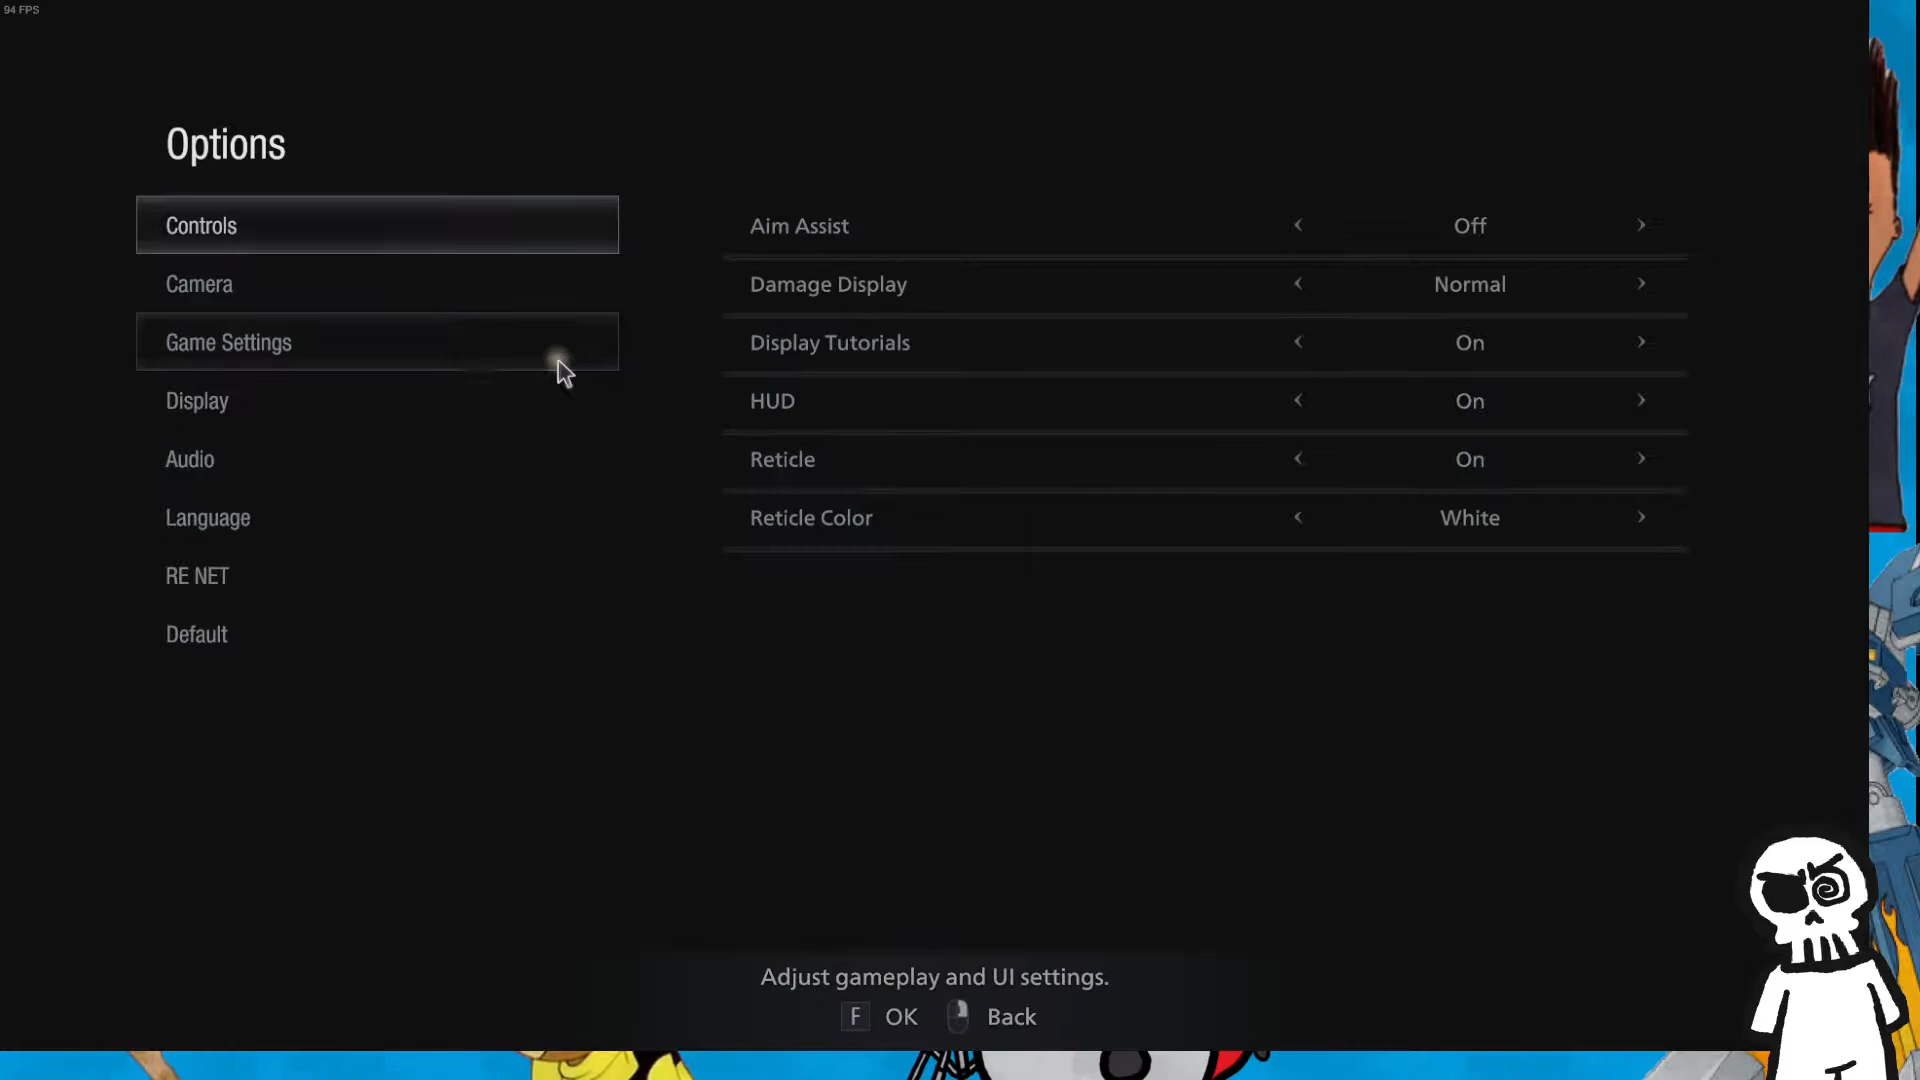 94 FPS
Options
Controls
Camera
Game Settings
Display
Audio
Language
RE NET
Default
Aim Assist < Off >
Damage Display < Normal >
Display Tutorials < On >
HUD < On >
Reticle < On >
Reticle Color < White >
Adjust gameplay and UI settings.
F OK Back